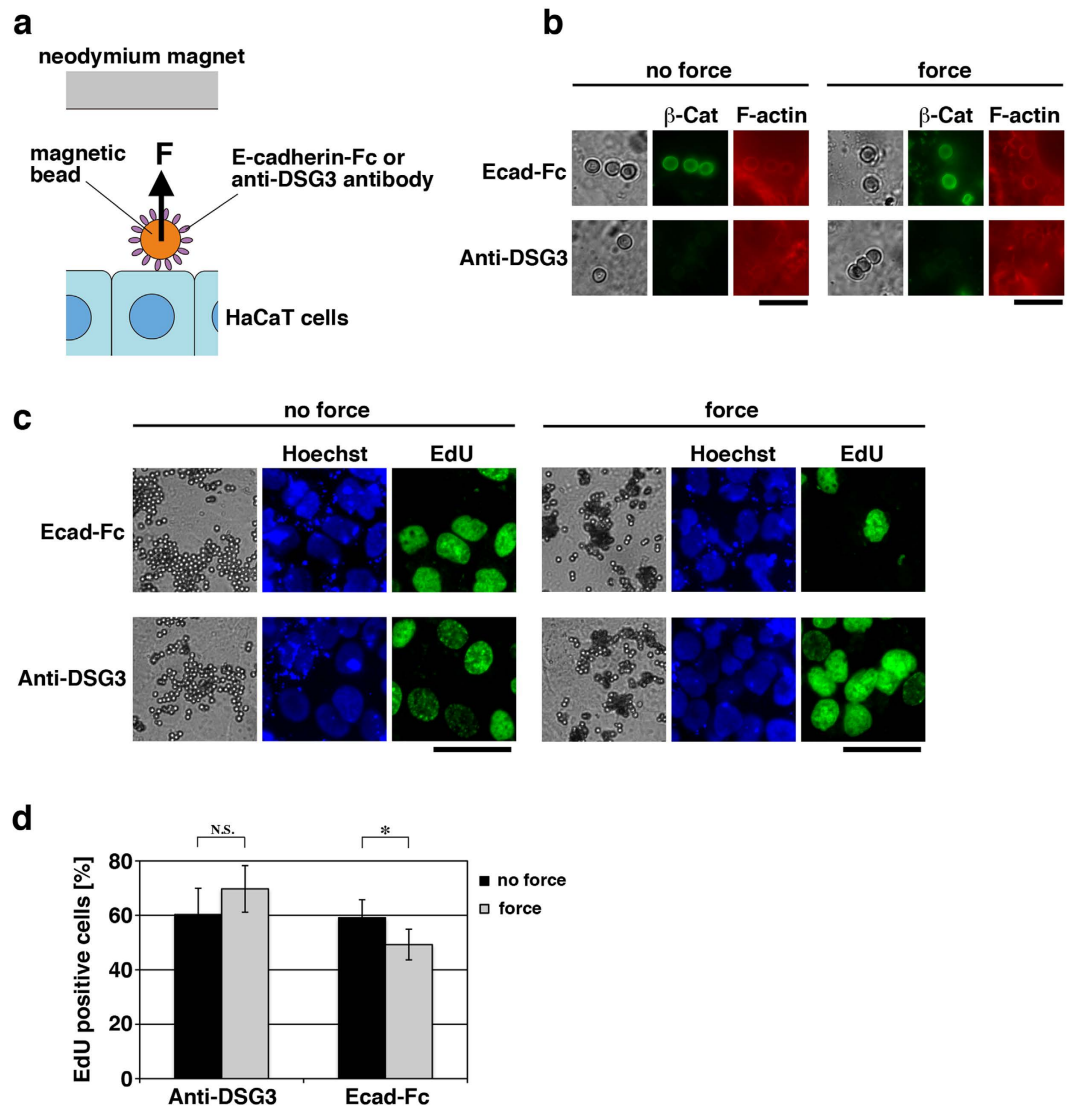 a
neodymium magnet
magnetic
bead
F
E-cadherin-Fc or
anti-DSG3 antibody
HaCaT cells
b
no force
force
β-Cat
F-actin
β-Cat
F-actin
Ecad-Fc
Anti-DSG3
c
no force
force
Hoechst
EdU
Hoechst
EdU
Ecad-Fc
Anti-DSG3
d
N.S.
*
EdU positive cells [%]
80
60
40
20
0
no force
force
Anti-DSG3
Ecad-Fc